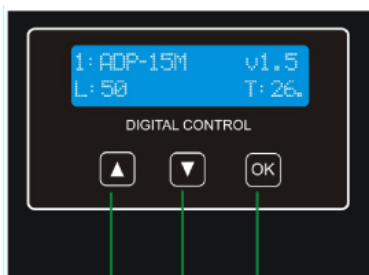 1: ADP-15M v1.5
L: 50 T: 26.
DIGITAL CONTROL
▲ ▼ OK